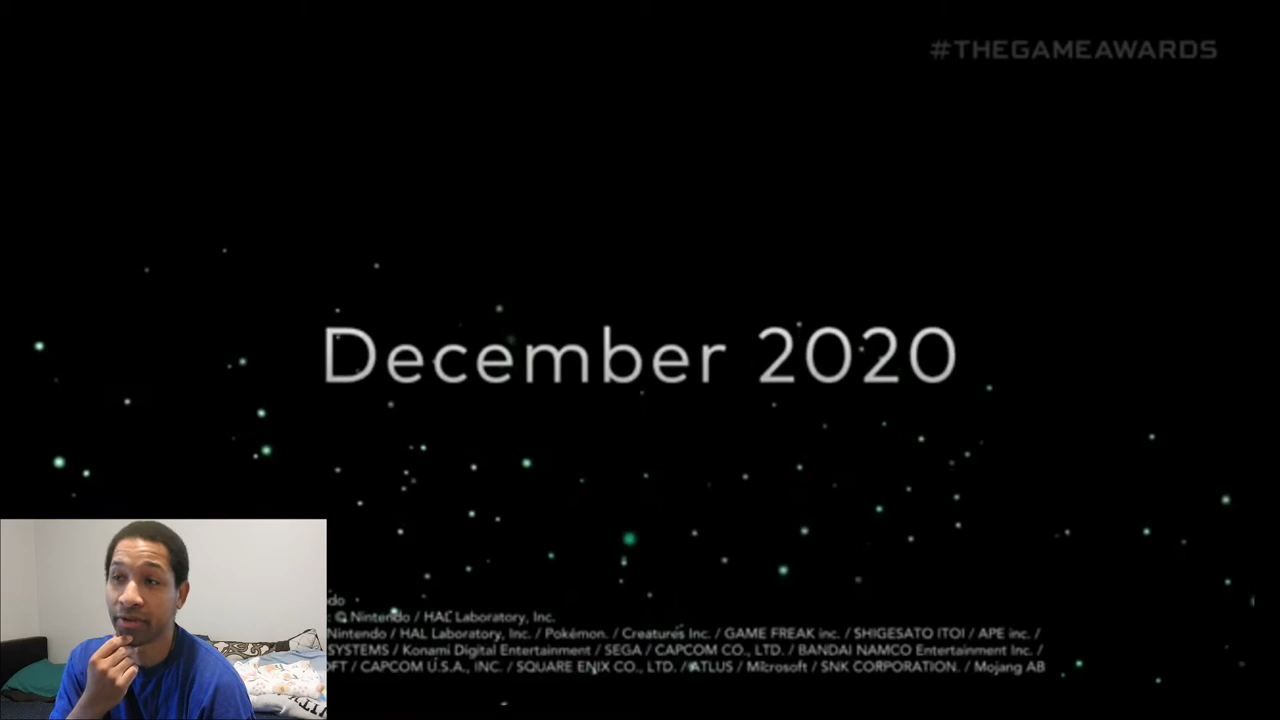 #THEGAMEAWARDS
December 2020
do
: © Nintendo / HAL Laboratory, Inc.
Nintendo / HAL Laboratory, Inc. / Pokémon. / Creatures Inc. / GAME FREAK inc. / SHIGESATO ITOI / APE inc. /
SYSTEMS / Konami Digital Entertainment / SEGA / CAPCOM CO., LTD. / BANDAI NAMCO Entertainment Inc. /
OFT / CAPCOM U.S.A., INC. / SQUARE ENIX CO., LTD. / ATLUS / Microsoft / SNK CORPORATION. / Mojang AB